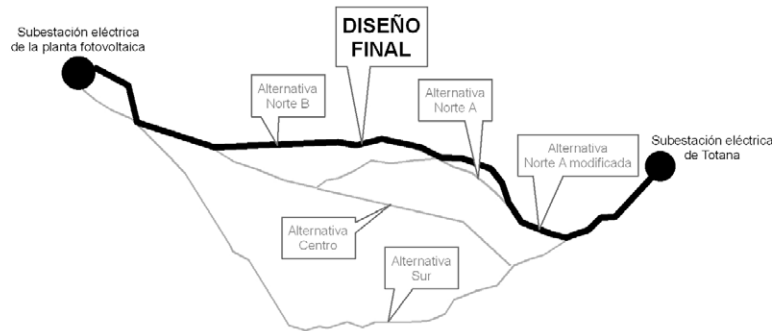 Subestación eléctrica
de la planta fotovoltaica
DISEÑO
FINAL
Alternativa
Norte B
Alternativa
Norte A
Alternativa
Norte A modificada
Subestación eléctrica
de Totana
Alternativa
Centro
Alternativa
Sur